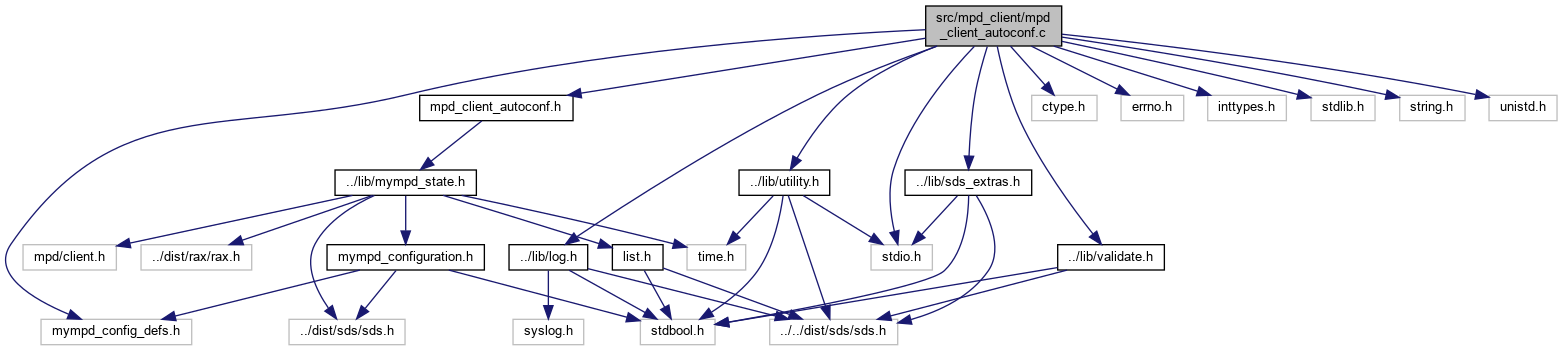 src/mpd_client/mpd
_client_autoconf.c
mpd_client_autoconf.h
ctype.h
errno.h
inttypes.h
stdlib.h
string.h
unistd.h
../lib/mympd_state.h
../lib/utility.h
../lib/sds_extras.h
mpd/client.h
../dist/rax/rax.h
mympd_configuration.h
../lib/log.h
list.h
time.h
stdio.h
../lib/validate.h
mympd_config_defs.h
../dist/sds/sds.h
syslog.h
stdbool.h
../../dist/sds/sds.h